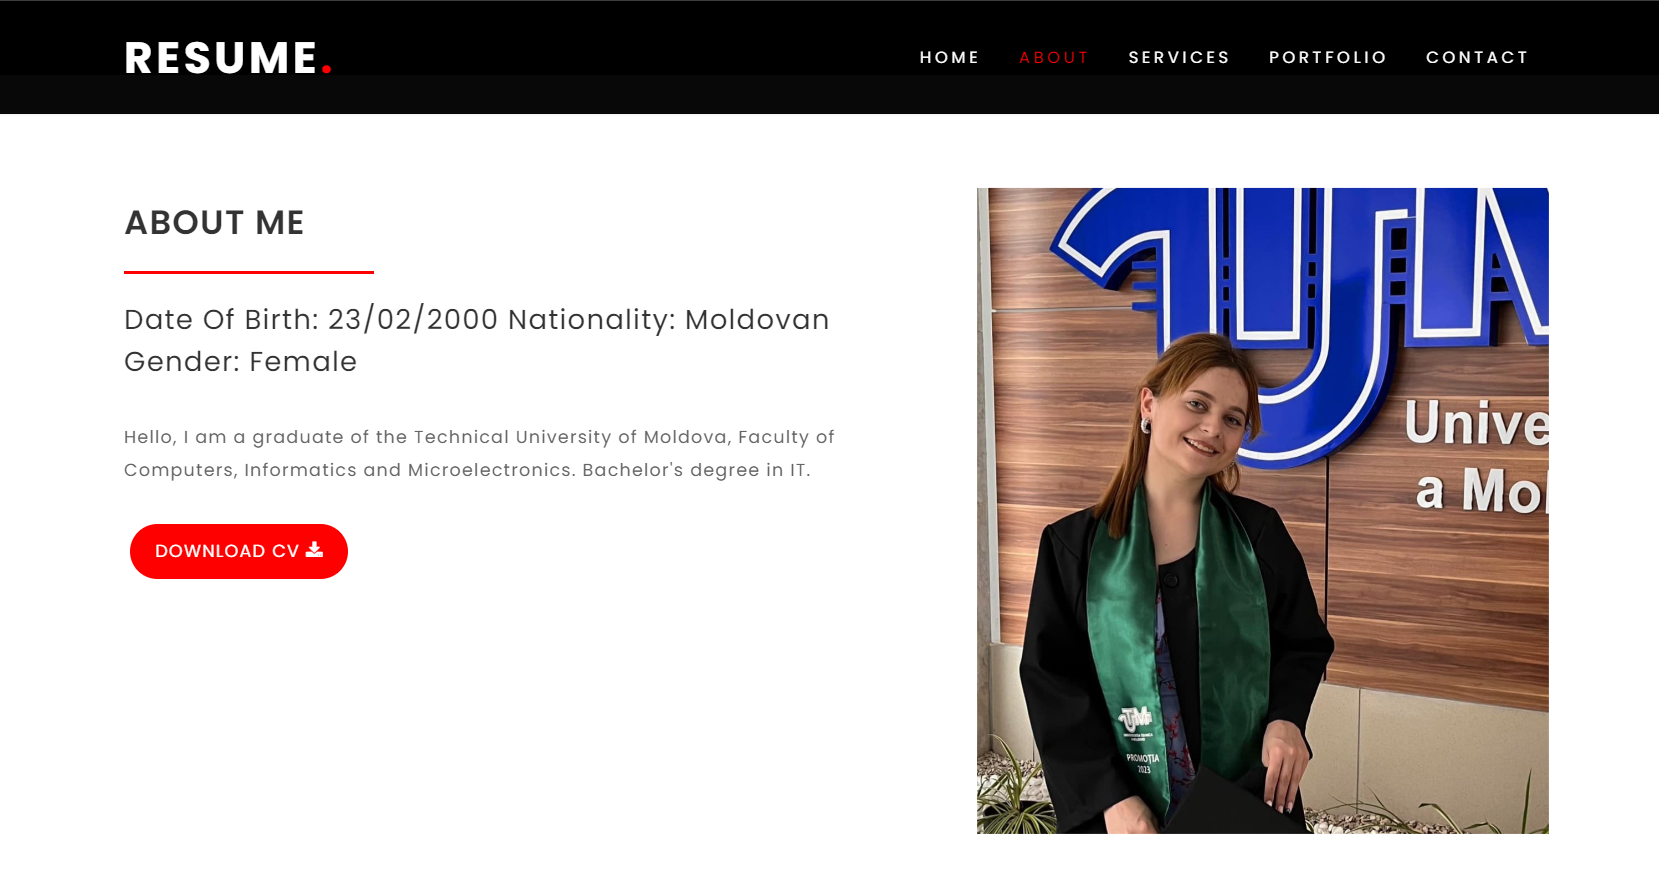 RESUME.
HOME ABOUT SERVICES PORTFOLIO CONTACT
ABOUT ME
Date Of Birth: 23/02/2000 Nationality: Moldovan
Gender: Female
Hello, I am a graduate of the Technical University of Moldova, Faculty of
Computers, Informatics and Microelectronics. Bachelor's degree in IT.
DOWNLOAD CV
UTM
Unive
a Mol
UTM
PROMOȚIA
2023